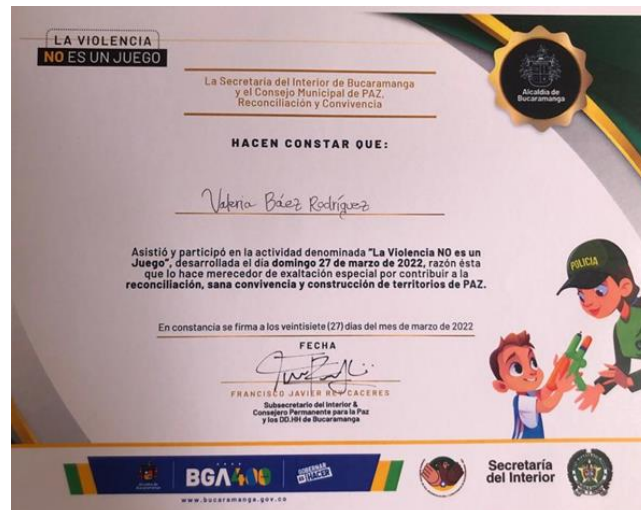 LA VIOLENCIA
NO ES UN JUEGO
Alcaldía de
Bucaramanga
La Secretaría del Interior de Bucaramanga
y el Consejo Municipal de PAZ,
Reconciliación y Convivencia
HACEN CONSTAR QUE:
Valeria Báez Rodríguez
Asistió y participó en la actividad denominada "La Violencia NO es un
Juego", desarrollada el día domingo 27 de marzo de 2022, razón ésta
que lo hace merecedor de exaltación especial por contribuir a la
reconciliación, sana convivencia y construcción de territorios de PAZ.
POLICIA
En constancia se firma a los veintisiete (27) días del mes de marzo de 2022
FECHA
FRANCISCO JAVIER REY CACERES
Subsecretario del Interior &
Consejero Permanente para la Paz
y los DD.HH de Bucaramanga
BGA400
GOBERNAR
ES HACER
Secretaría
del Interior
www.bucaramanga.gov.co